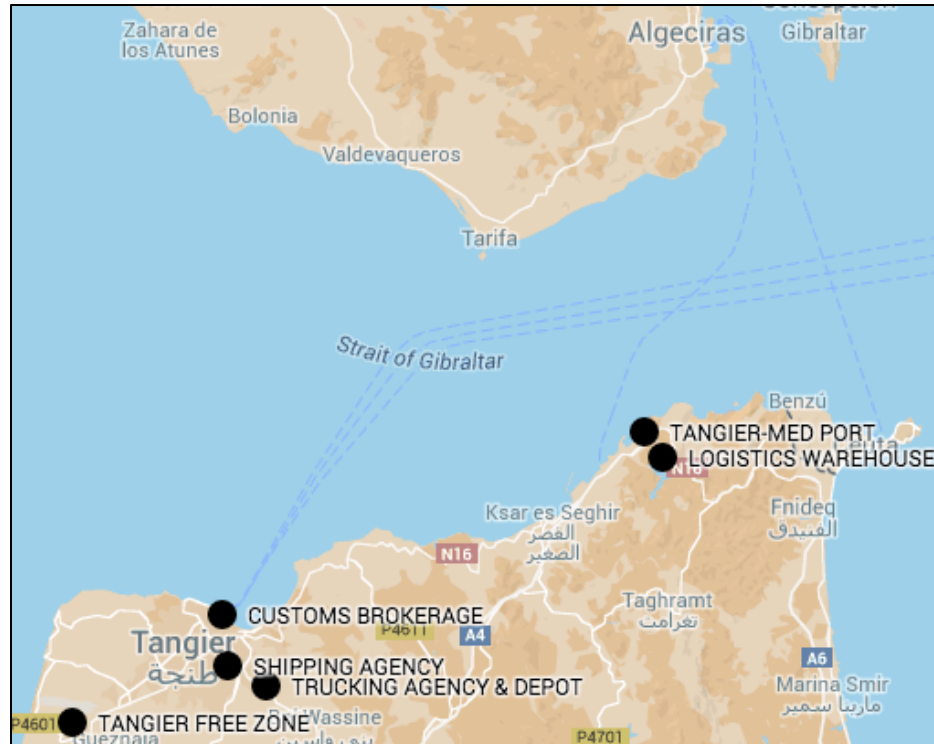 Zahara de
los Atunes
Algeciras
Gibraltar
Bolonia
Valdevaqueros
Tarifa
Strait of Gibraltar
Benzú
TANGIER-MED PORT
Ceuta
LOGISTICS WAREHOUSE
N16
Ksar es Seghir
القصر
الصغير
Fnideq
الفنيدق
N16
Taghramt
تغرامت
CUSTOMS BROKERAGE
P4611
A4
Tangier
طنجة
SHIPPING AGENCY
A6
TRUCKING AGENCY & DEPOT
Marina Smir
مارينا سمير
P4601
TANGIER FREE ZONE
Wassine
P4701